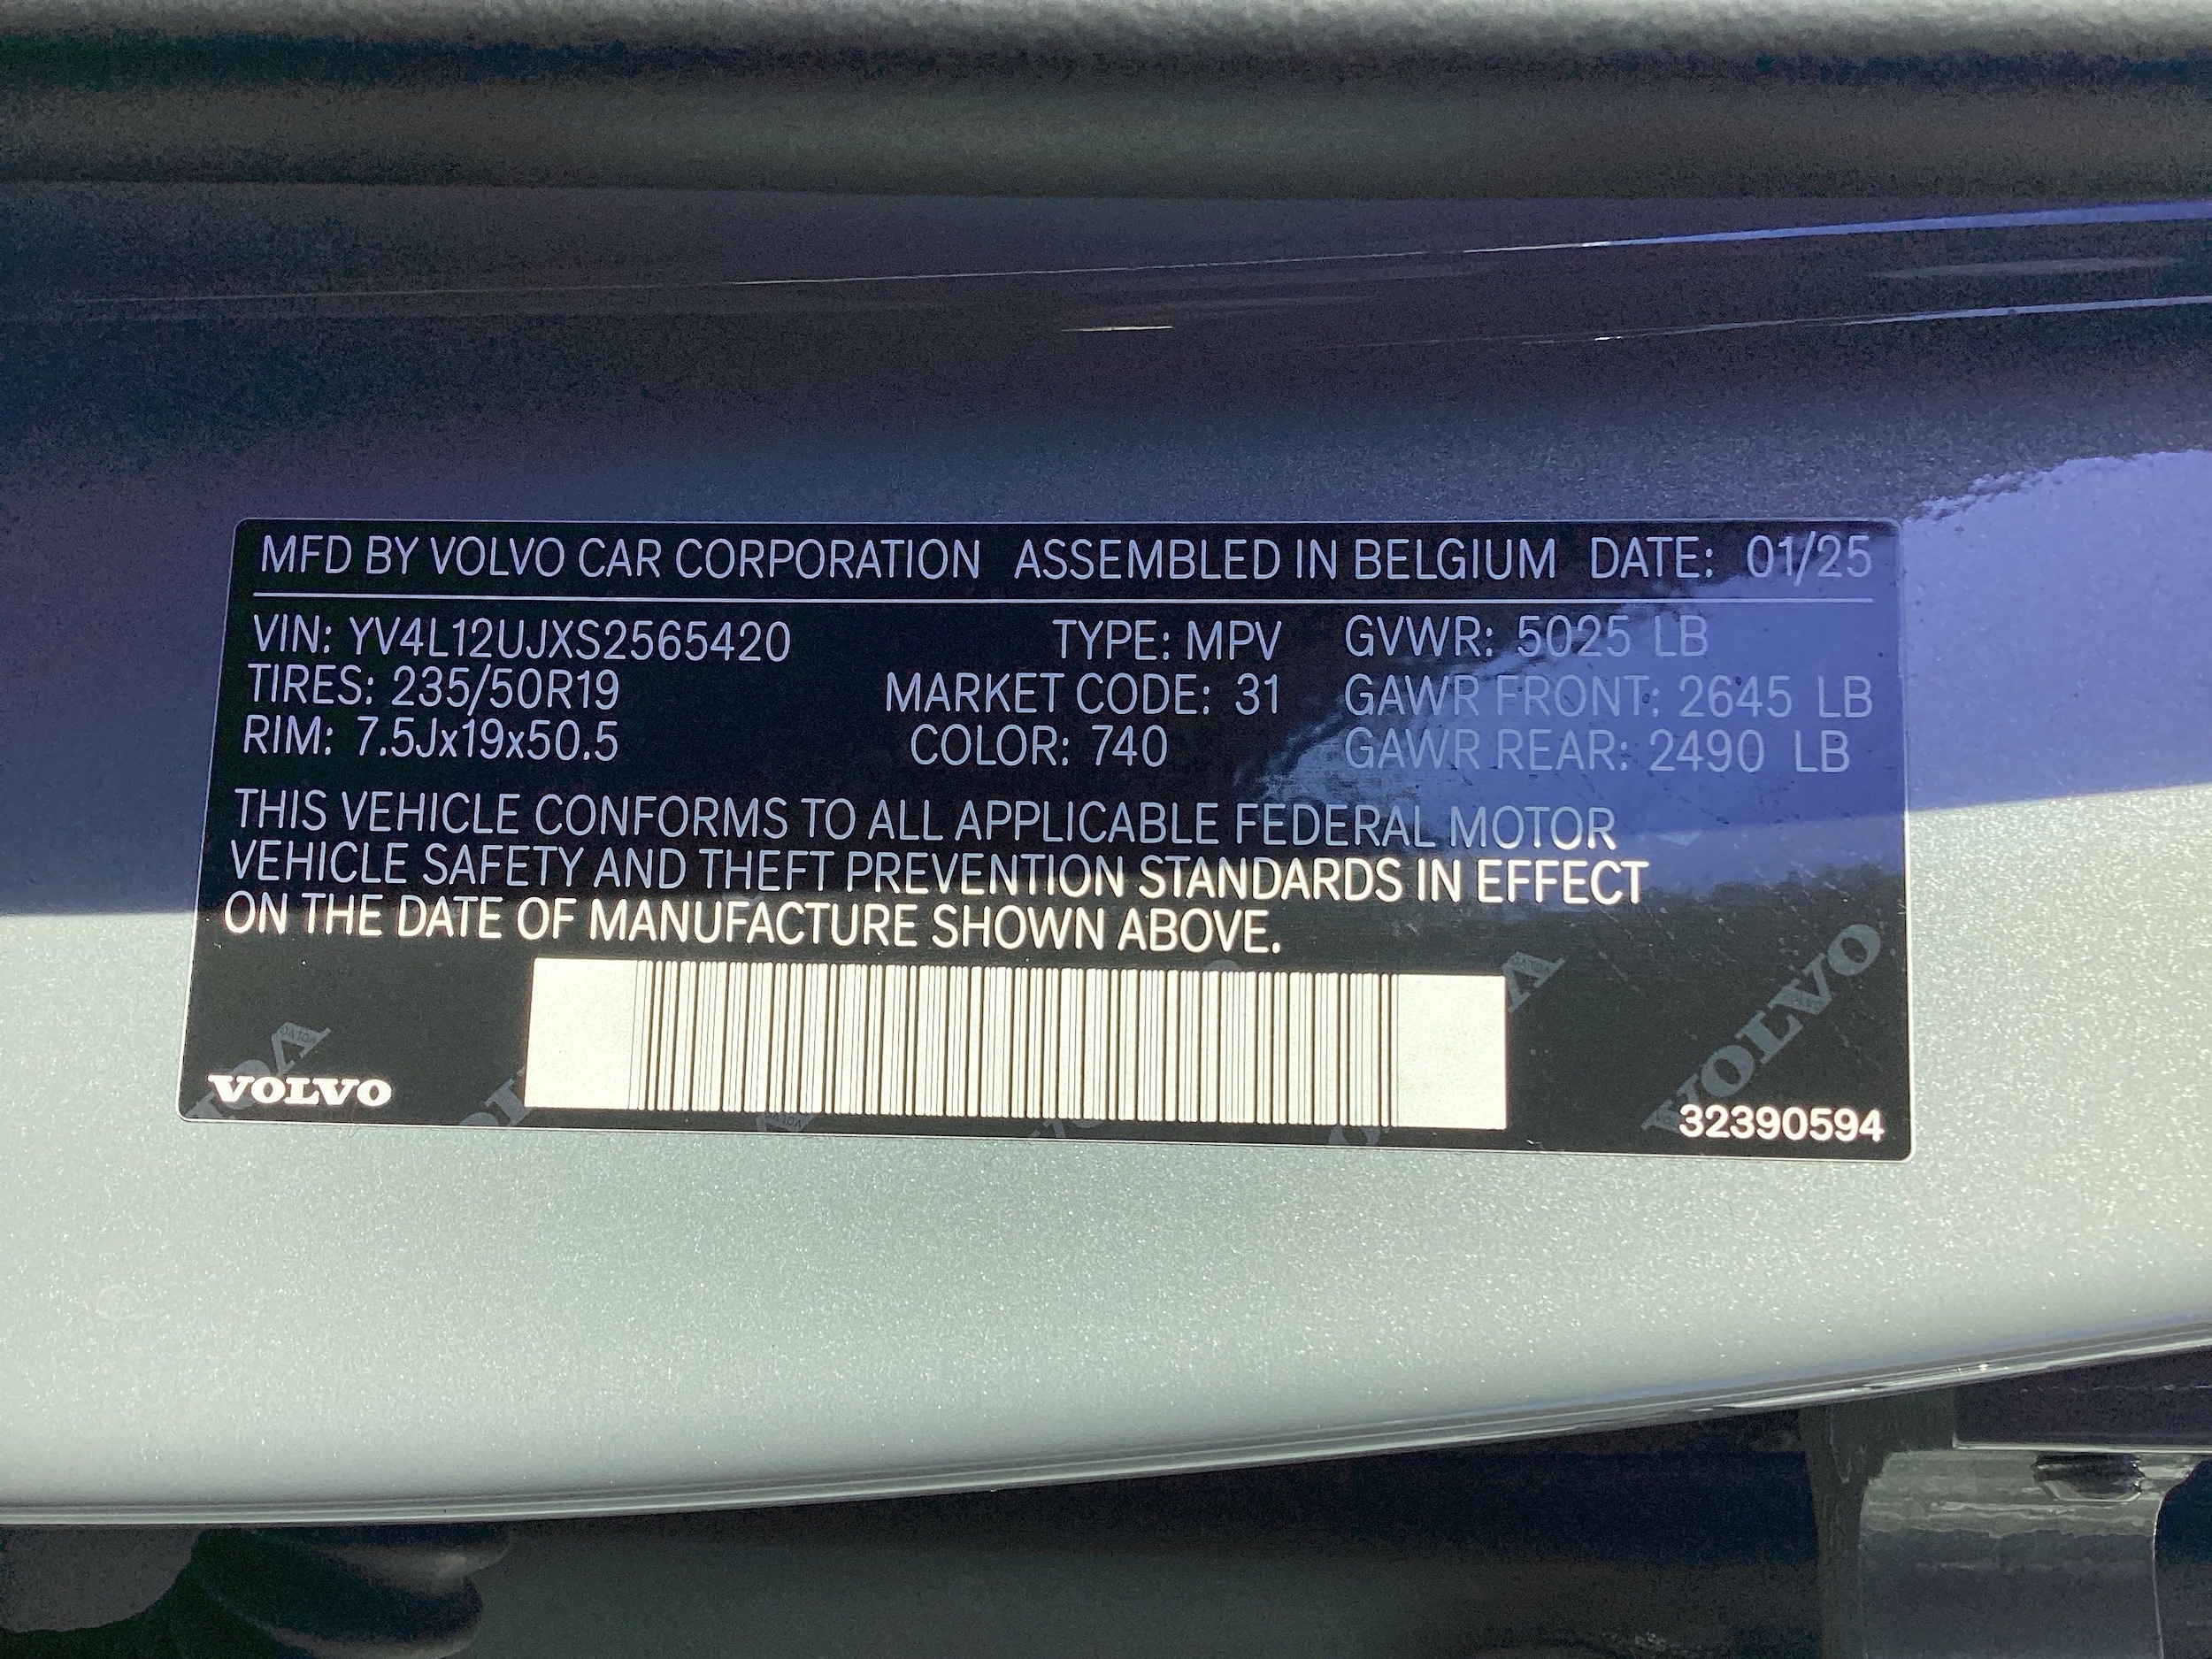 MFD BY VOLVO CAR CORPORATION ASSEMBLED IN BELGIUM DATE: 01/25
VIN: YV4L12UJXS2565420 TYPE: MPV GVWR: 5025 LB
TIRES: 235/50R19 MARKET CODE: 31 GAWR FRONT: 2645 LB
RIM: 7.5Jx19x50.5 COLOR: 740 GAWR REAR: 2490 LB
THIS VEHICLE CONFORMS TO ALL APPLICABLE FEDERAL MOTOR
VEHICLE SAFETY AND THEFT PREVENTION STANDARDS IN EFFECT
ON THE DATE OF MANUFACTURE SHOWN ABOVE.
VOLVO
VOLVO
32390594